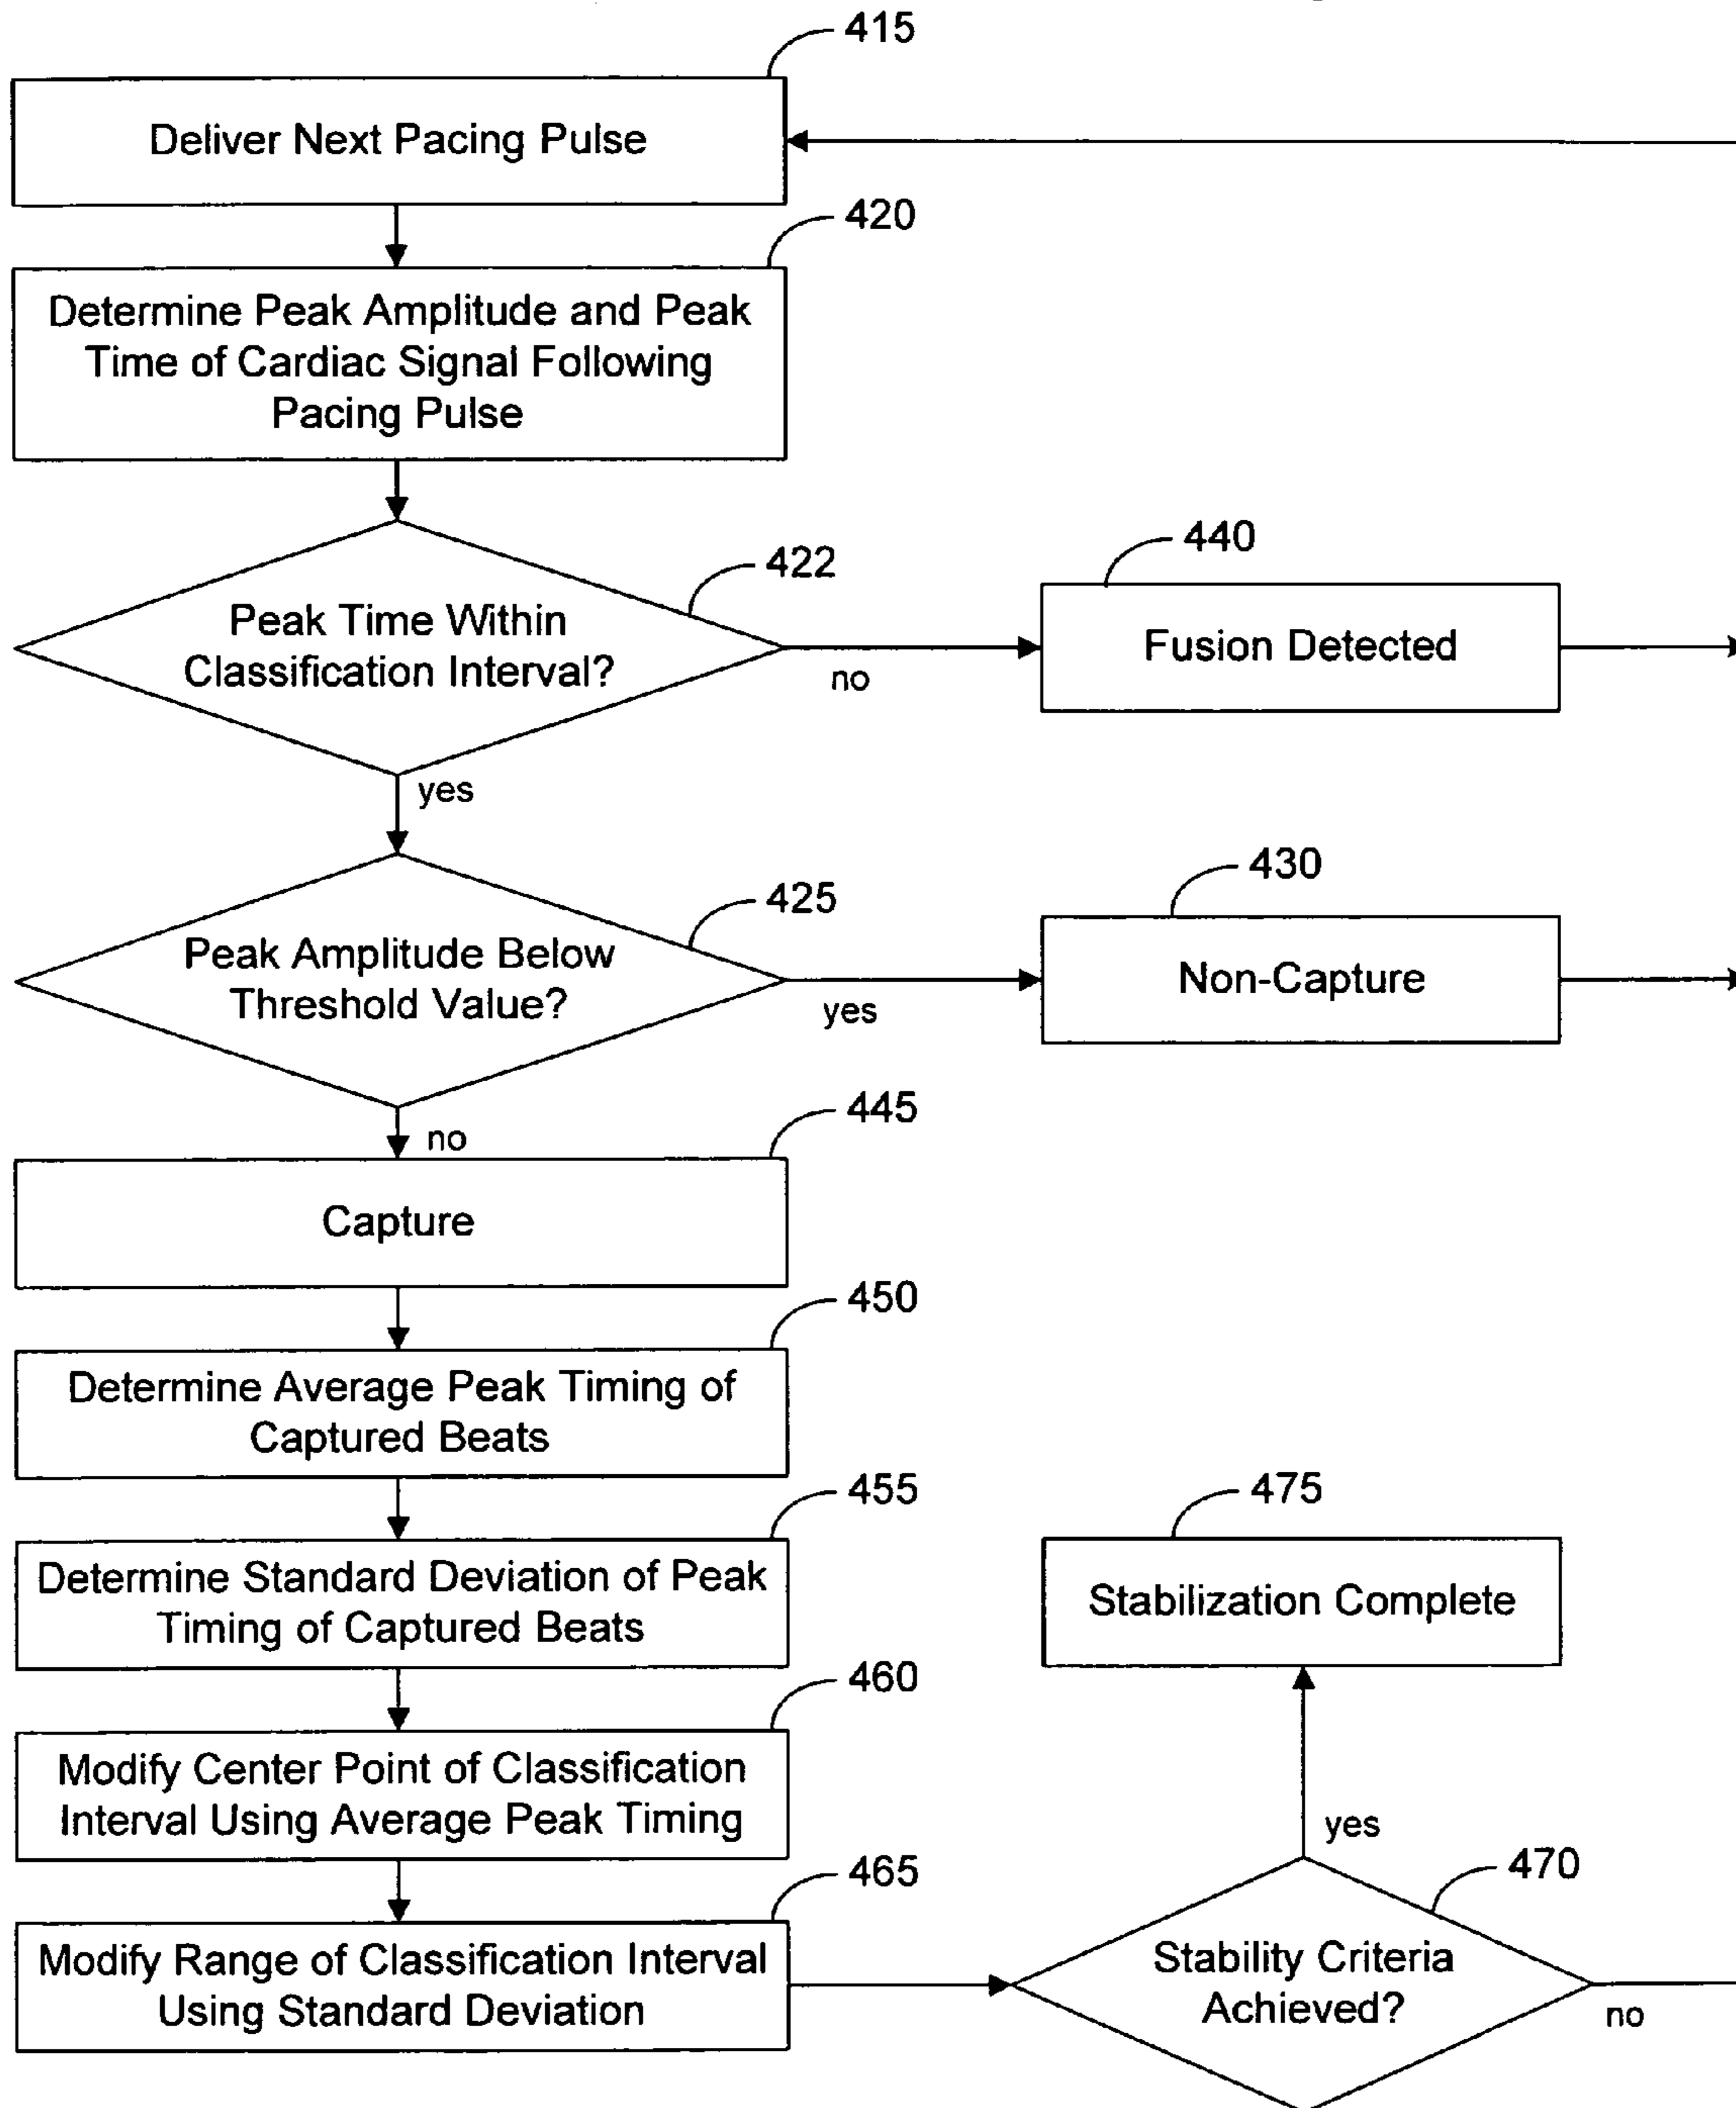 415
Deliver Next Pacing Pulse
420
Determine Peak Amplitude and Peak
Time of Cardiac Signal Following
Pacing Pulse
422
Peak Time Within
Classification Interval?
no
440
Fusion Detected
yes
425
Peak Amplitude Below
Threshold Value?
yes
430
Non-Capture
no
445
Capture
450
Determine Average Peak Timing of
Captured Beats
455
Determine Standard Deviation of Peak
Timing of Captured Beats
475
Stabilization Complete
460
Modify Center Point of Classification
Interval Using Average Peak Timing
yes
465
Modify Range of Classification Interval
Using Standard Deviation
470
Stability Criteria
Achieved?
no